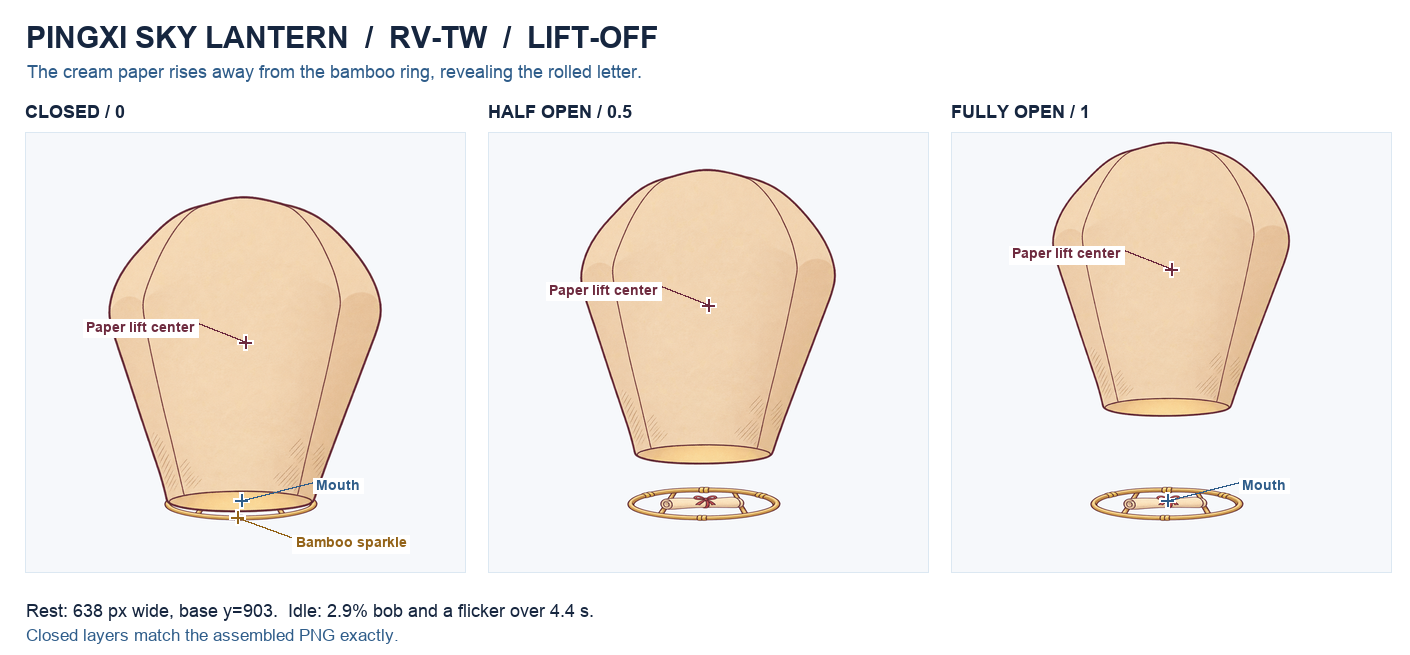 PINGXI SKY LANTERN / RV-TW / LIFT-OFF
The cream paper rises away from the bamboo ring, revealing the rolled letter.
CLOSED / 0
Paper lift center
Mouth
Bamboo sparkle
HALF OPEN / 0.5
Paper lift center
FULLY OPEN / 1
Paper lift center
Mouth
Rest: 638 px wide, base y=903. Idle: 2.9% bob and a flicker over 4.4 s.
Closed layers match the assembled PNG exactly.